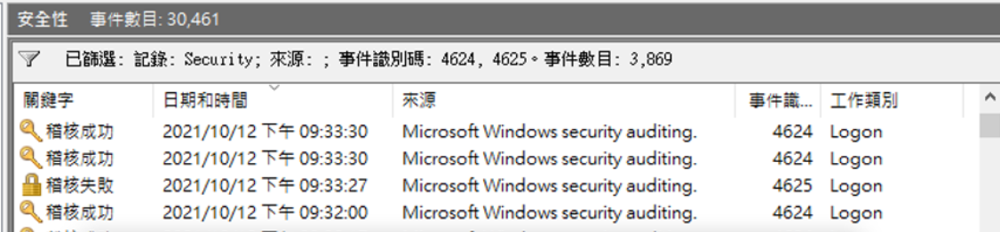 安全性 事件數目: 30,461
已篩選: 記錄: Security; 來源: ; 事件識別碼: 4624, 4625。事件數目: 3,869
關鍵字 日期和時間 來源 事件識... 工作類別
稽核成功 2021/10/12 下午 09:33:30 Microsoft Windows security auditing. 4624 Logon
稽核成功 2021/10/12 下午 09:33:30 Microsoft Windows security auditing. 4624 Logon
稽核失敗 2021/10/12 下午 09:33:27 Microsoft Windows security auditing. 4625 Logon
稽核成功 2021/10/12 下午 09:32:00 Microsoft Windows security auditing. 4624 Logon